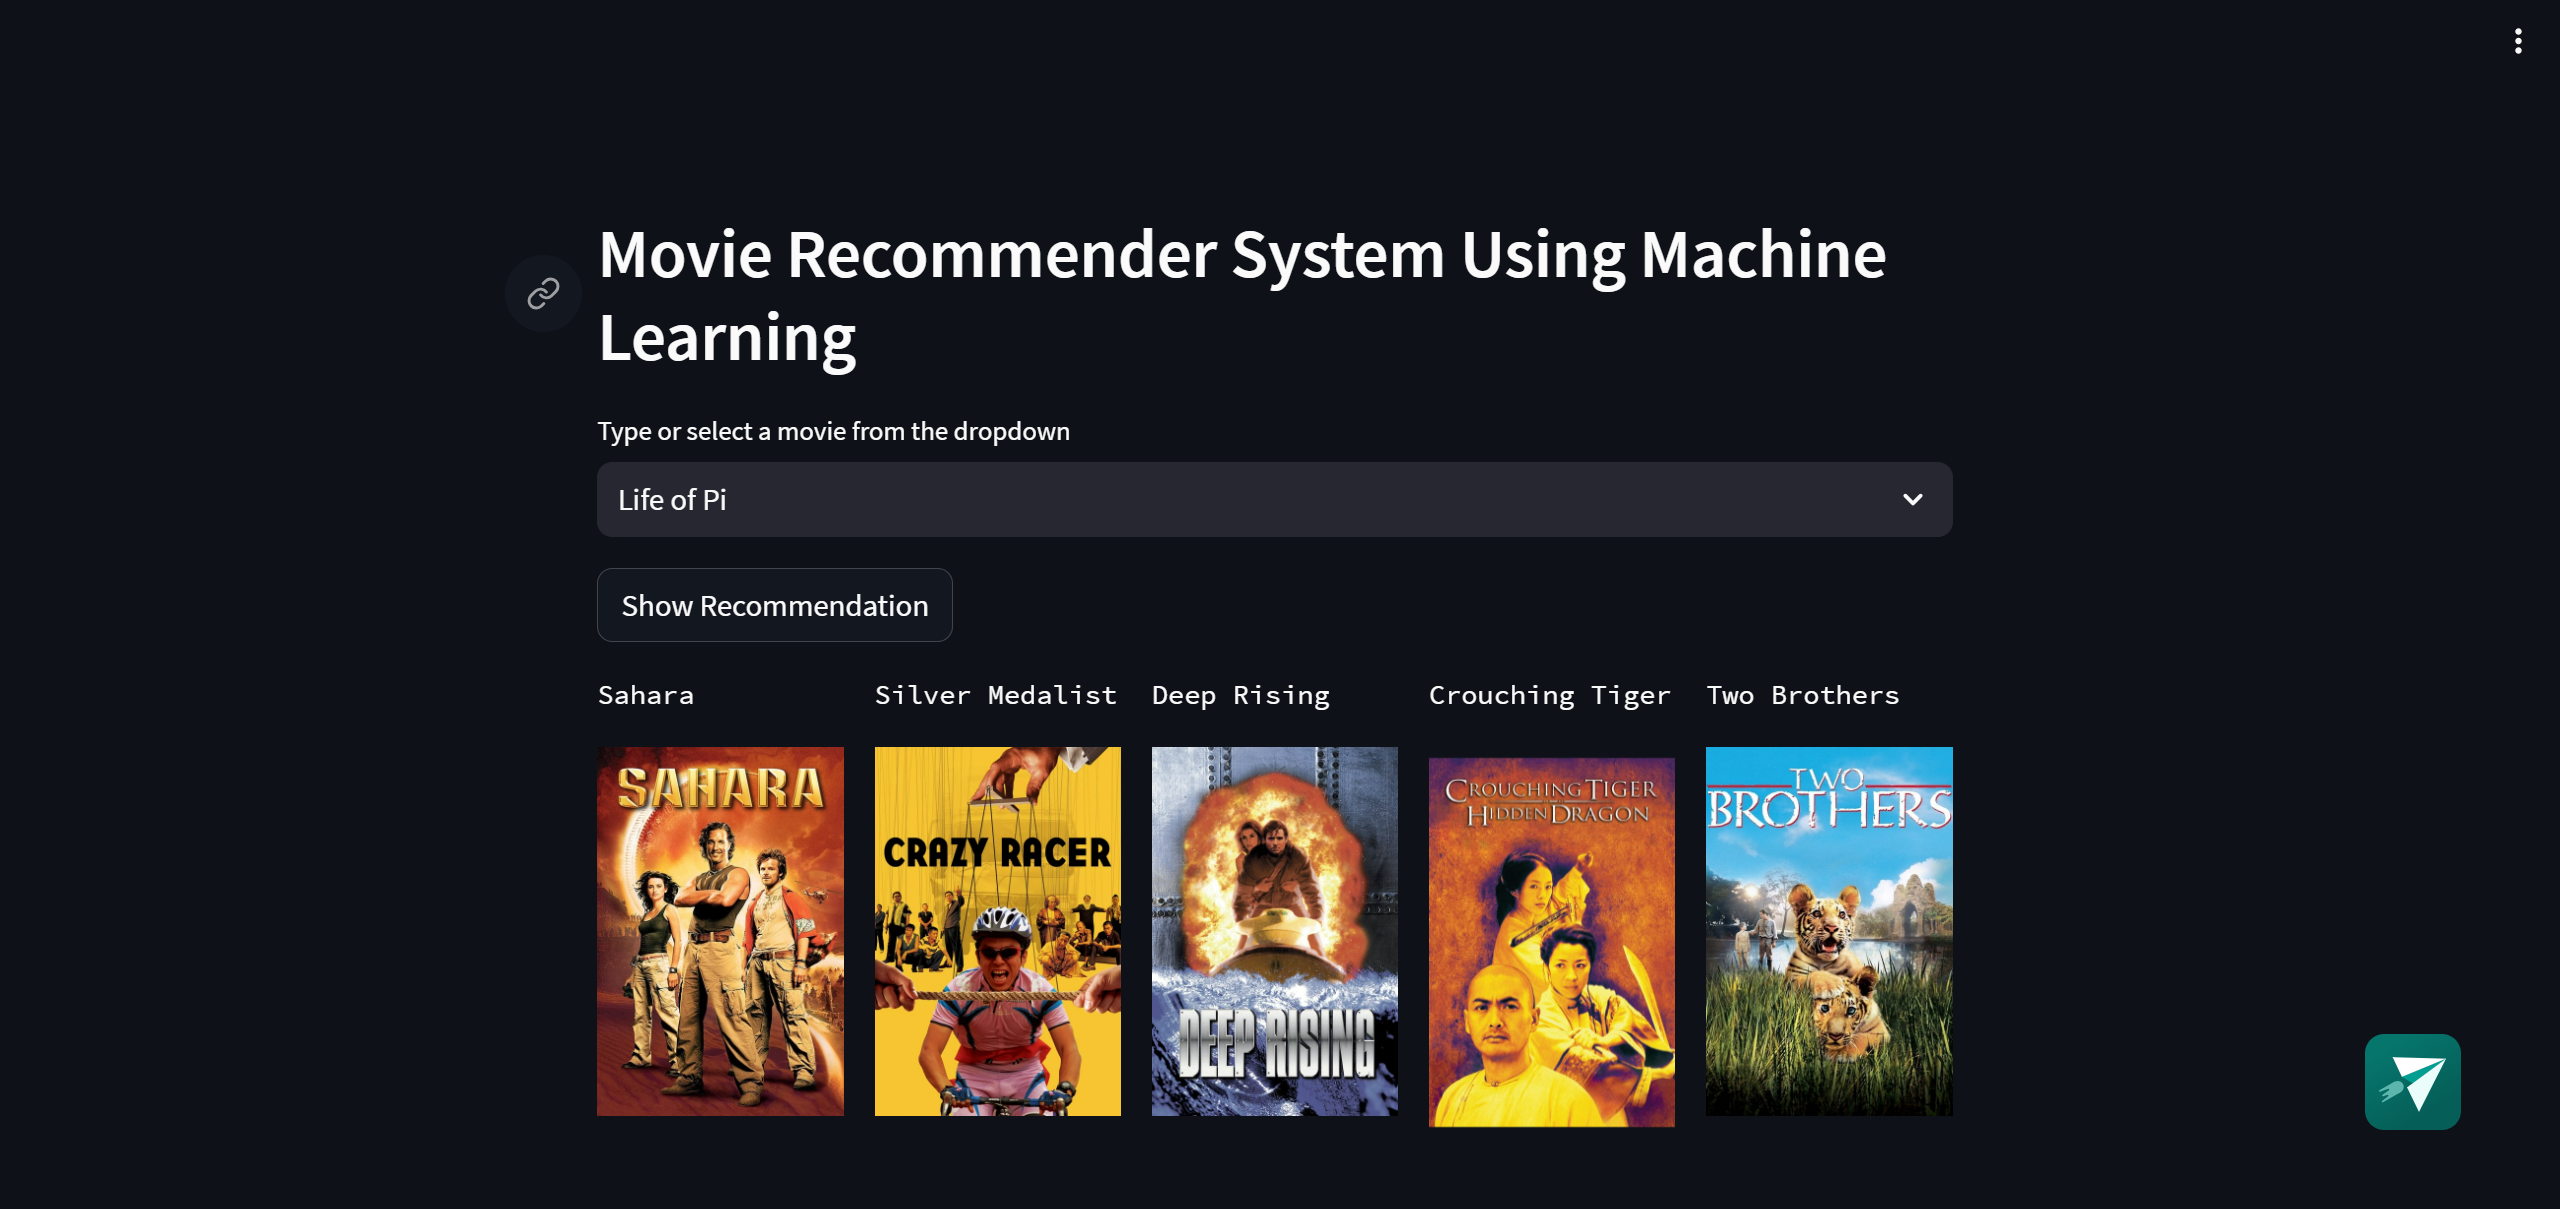 Movie Recommender System Using Machine
Learning
Type or select a movie from the dropdown
Life of Pi
Show Recommendation
Sahara
Silver Medalist
Deep Rising
Crouching Tiger
Two Brothers
SAHARA
CRAZY RACER
DEEP RISING
CROUCHING TIGER
HIDDEN DRAGON
TWO
BROTHERS